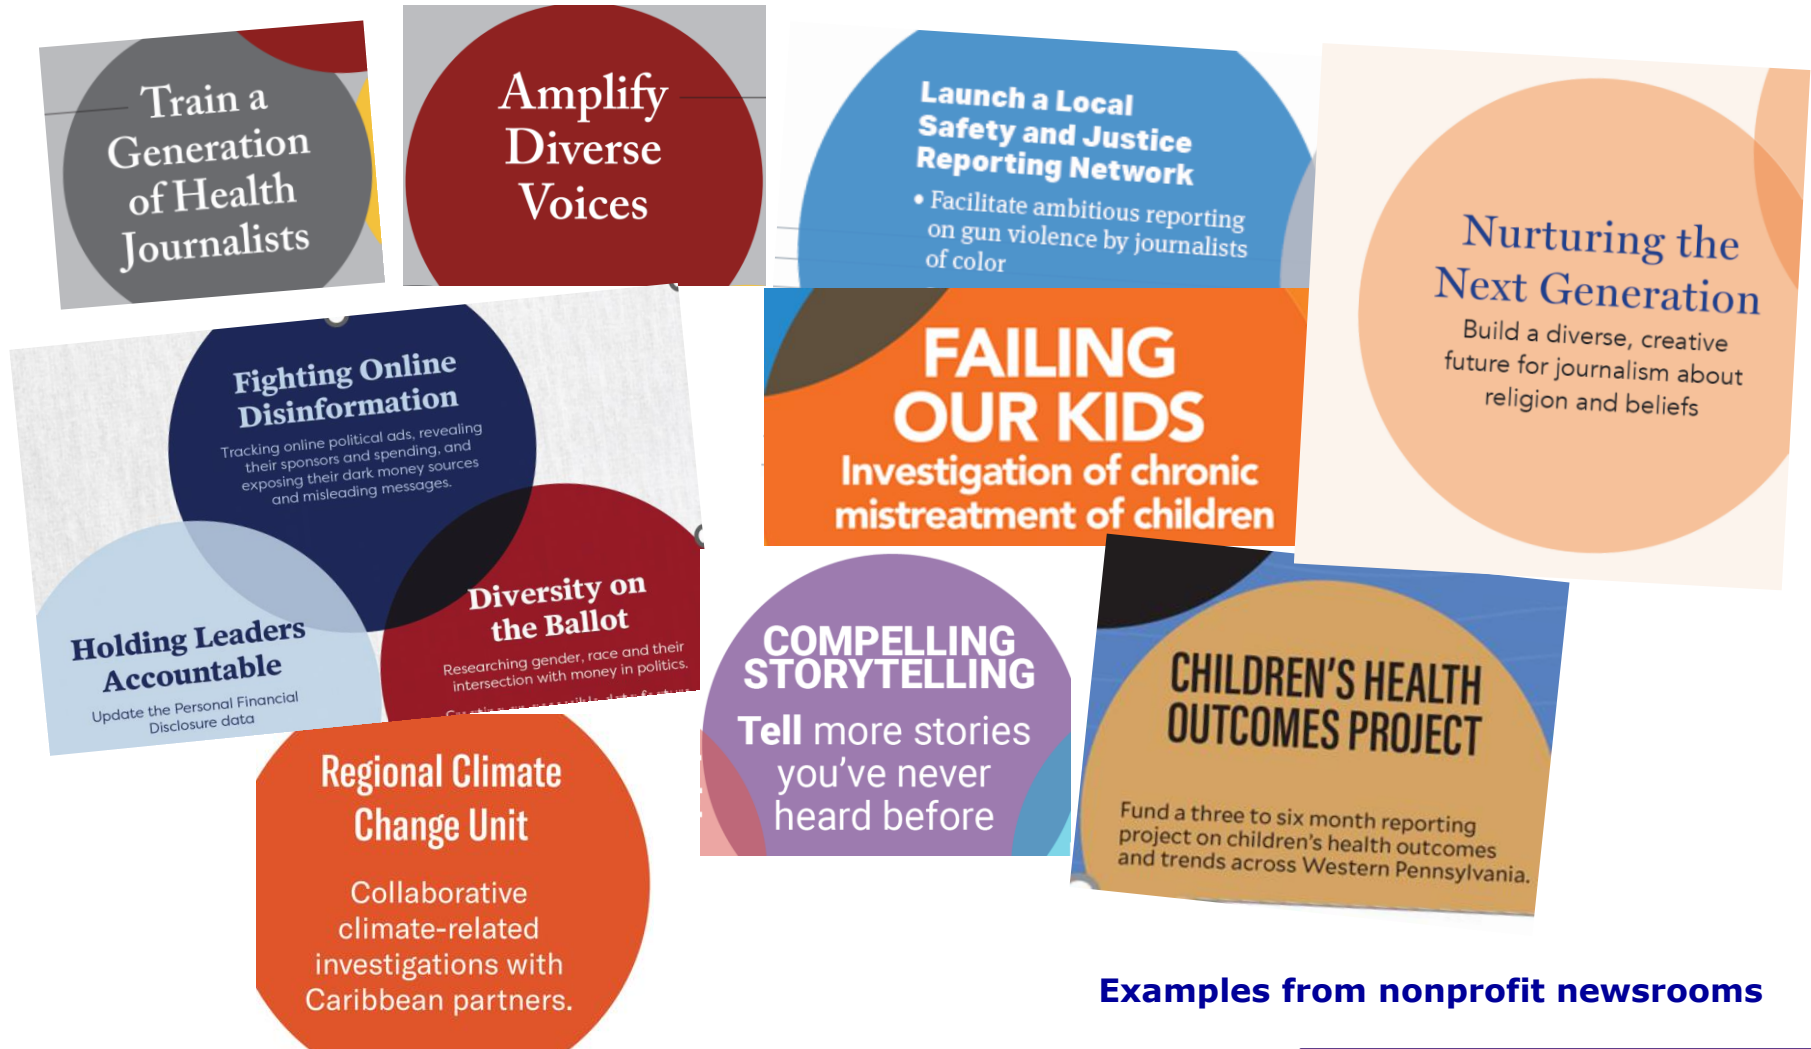 Train a
Generation
of Health
Journalists
Amplify
Diverse
Voices
Launch a Local
Safety and Justice
Reporting Network
• Facilitate ambitious reporting
on gun violence by journalists
of color
Nurturing the
Next Generation
Build a diverse, creative
future for journalism about
religion and beliefs
Fighting Online
Disinformation
Tracking online political ads, revealing
their sponsors and spending, and
exposing their dark money sources
and misleading messages.
Holding Leaders
Accountable
Update the Personal Financial
Disclosure data
Diversity on
the Ballot
Researching gender, race and their
intersection with money in politics.
FAILING
OUR KIDS
Investigation of chronic
mistreatment of children
COMPELLING
STORYTELLING
Tell more stories
you've never
heard before
CHILDREN'S HEALTH
OUTCOMES PROJECT
Fund a three to six month reporting
project on children's health outcomes
and trends across Western Pennsylvania.
Regional Climate
Change Unit
Collaborative
climate-related
investigations with
Caribbean partners.
Examples from nonprofit newsrooms